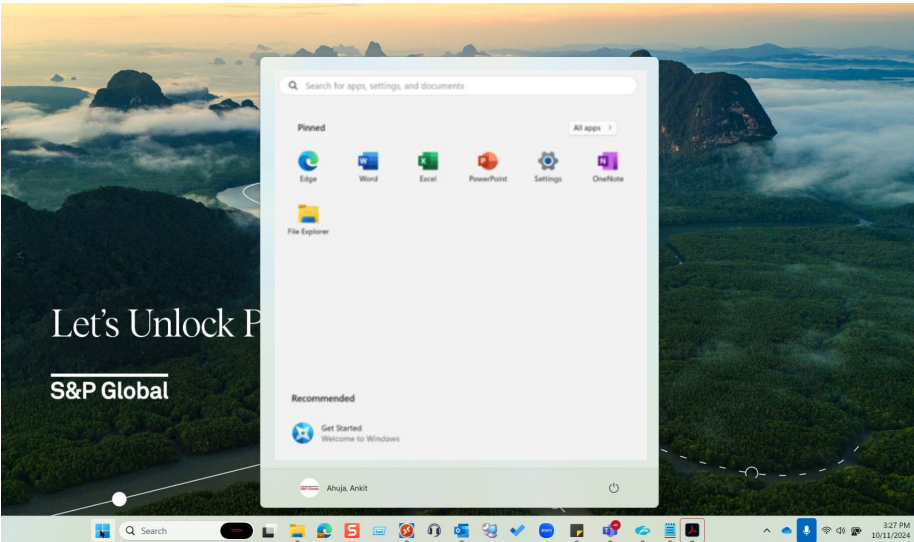 Search for apps, settings, and documents
Pinned
All apps
Edge
Word
Excel
PowerPoint
Settings
OneNote
File Explorer
Let's Unlock P
S&P Global
Recommended
Get Started
Welcome to Windows
Ahuja, Ankit
Search
zoom
3:27 PM
10/11/2024